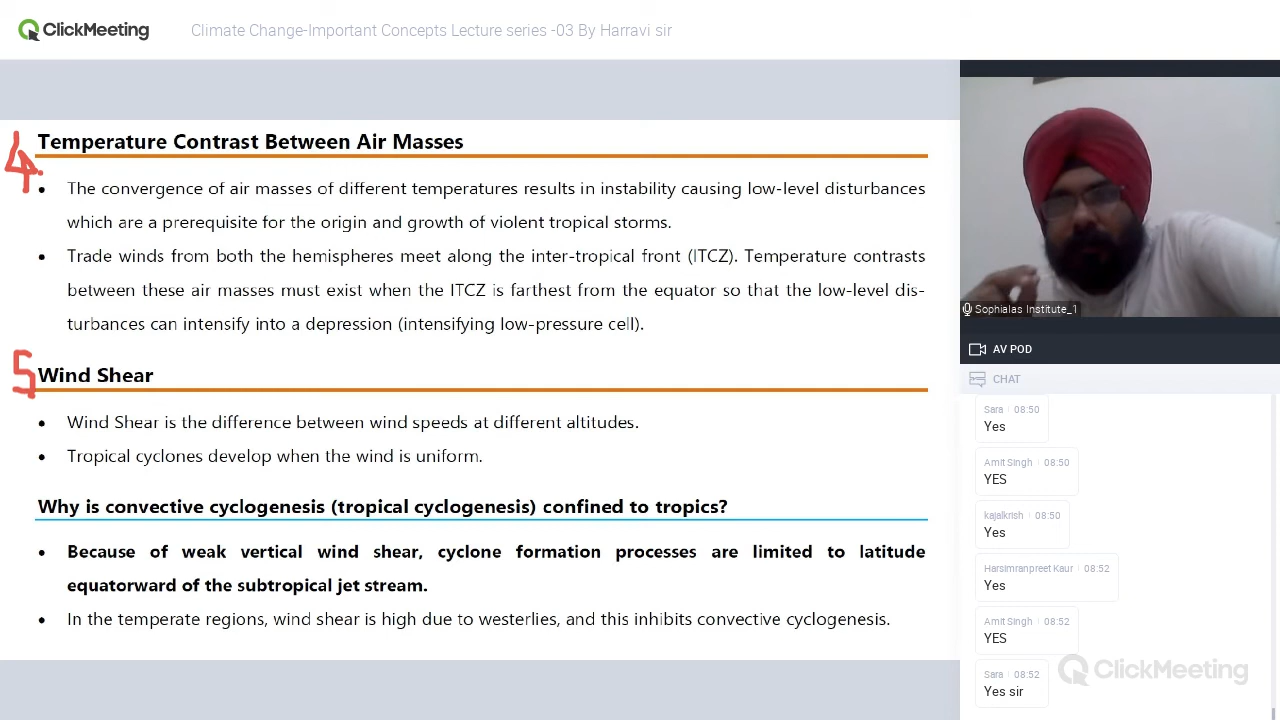 ClickMeeting
Climate Change-Important Concepts Lecture series -03 By Harravi sir
4.
Temperature Contrast Between Air Masses
• The convergence of air masses of different temperatures results in instability causing low-level disturbances
which are a prerequisite for the origin and growth of violent tropical storms.
• Trade winds from both the hemispheres meet along the inter-tropical front (ITCZ). Temperature contrasts
between these air masses must exist when the ITCZ is farthest from the equator so that the low-level dis-
turbances can intensify into a depression (intensifying low-pressure cell).
5
Wind Shear
• Wind Shear is the difference between wind speeds at different altitudes.
• Tropical cyclones develop when the wind is uniform.
Why is convective cyclogenesis (tropical cyclogenesis) confined to tropics?
• Because of weak vertical wind shear, cyclone formation processes are limited to latitude
equatorward of the subtropical jet stream.
• In the temperate regions, wind shear is high due to westerlies, and this inhibits convective cyclogenesis.
Sophialas Institute_1
AV POD
CHAT
Sara 08:50
Yes
Amit Singh 08:50
YES
kajalkrish 08:50
Yes
Harsimranpreet Kaur 08:52
Yes
Amit Singh 08:52
YES
Sara 08:52
Yes sir
ClickMeeting